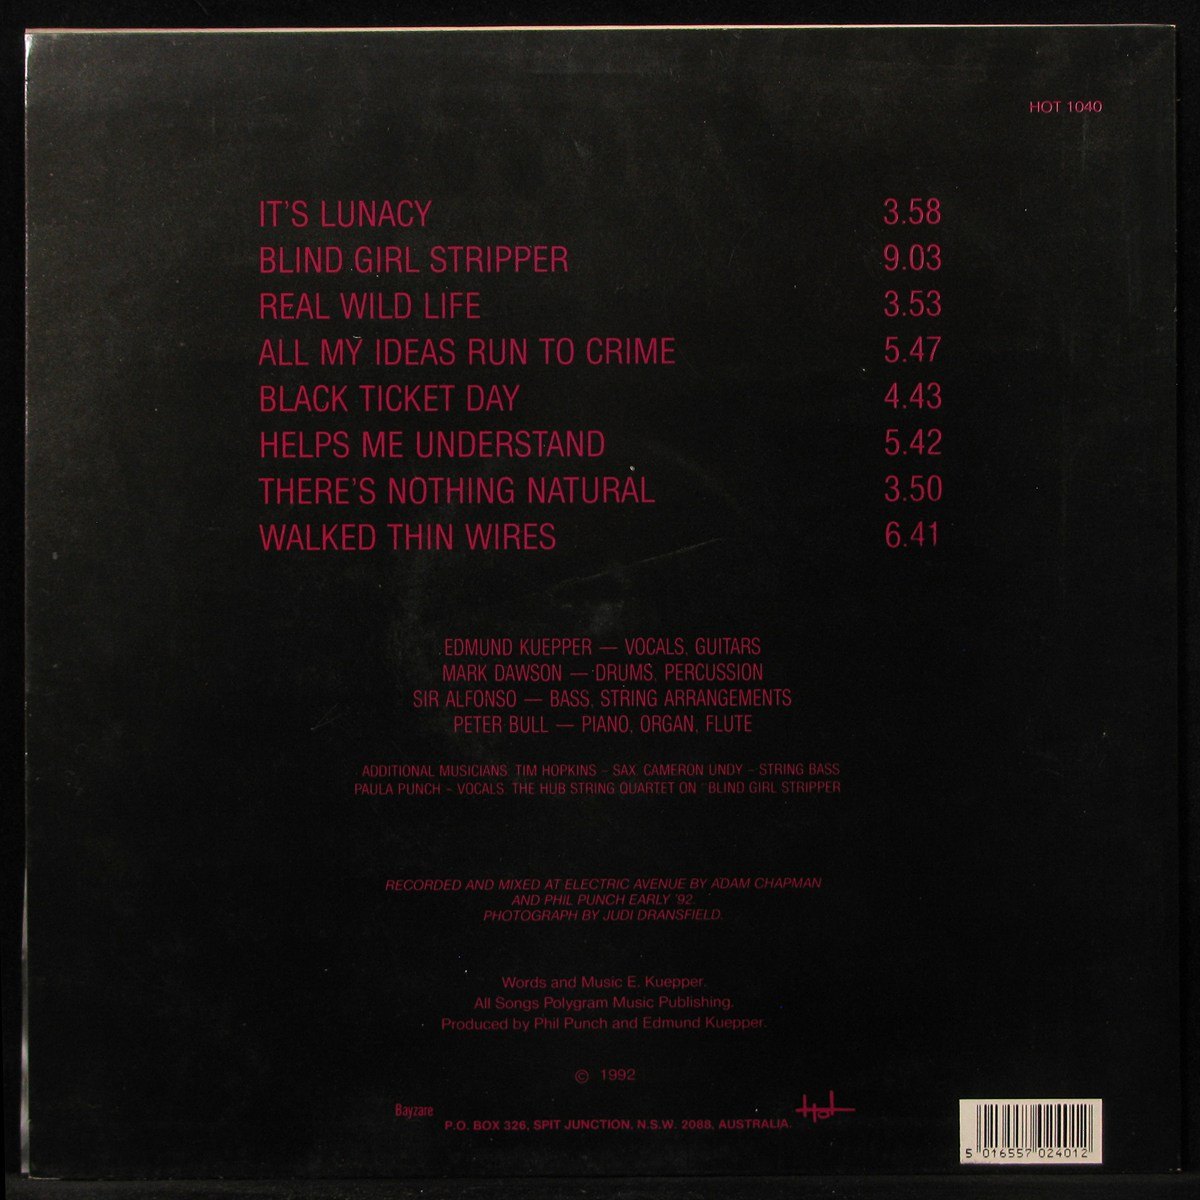 HOT 1040
IT'S LUNACY 3.58
BLIND GIRL STRIPPER 9.03
REAL WILD LIFE 3.53
ALL MY IDEAS RUN TO CRIME 5.47
BLACK TICKET DAY 4.43
HELPS ME UNDERSTAND 5.42
THERE'S NOTHING NATURAL 3.50
WALKED THIN WIRES 6.41
EDMUND KUEPPER — VOCALS, GUITARS
MARK DAWSON — DRUMS, PERCUSSION
SIR ALFONSO — BASS, STRING ARRANGEMENTS
PETER BULL — PIANO, ORGAN, FLUTE
ADDITIONAL MUSICIANS. TIM HOPKINS – SAX. CAMERON UNDY – STRING BASS
PAULA PUNCH – VOCALS. THE HUB STRING QUARTET ON "BLIND GIRL STRIPPER
RECORDED AND MIXED AT ELECTRIC AVENUE BY ADAM CHAPMAN
AND PHIL PUNCH EARLY '92.
PHOTOGRAPH BY JUDI DRANSFIELD.
Words and Music E. Kuepper.
All Songs Polygram Music Publishing.
Produced by Phil Punch and Edmund Kuepper.
© 1992
Bayzare Hot
P.O. BOX 326, SPIT JUNCTION, N.S.W. 2088, AUSTRALIA.
5 016557 024012